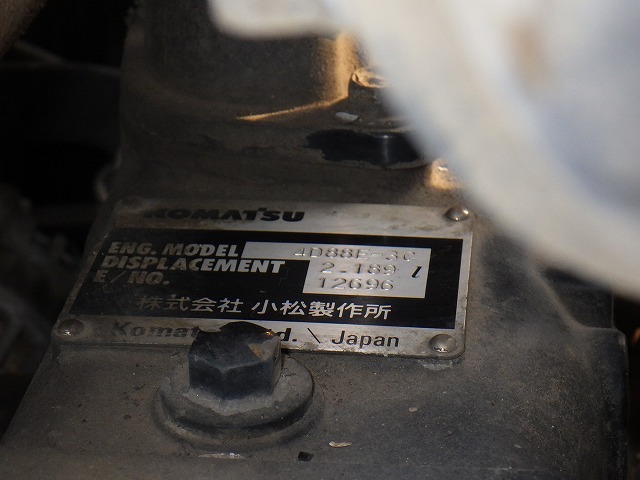 KOMATSU
ENG. MODEL 4D88E-3C
DISPLACEMENT 2.189 ℓ
E/NO. 12696
株式会社 小松製作所
Japan